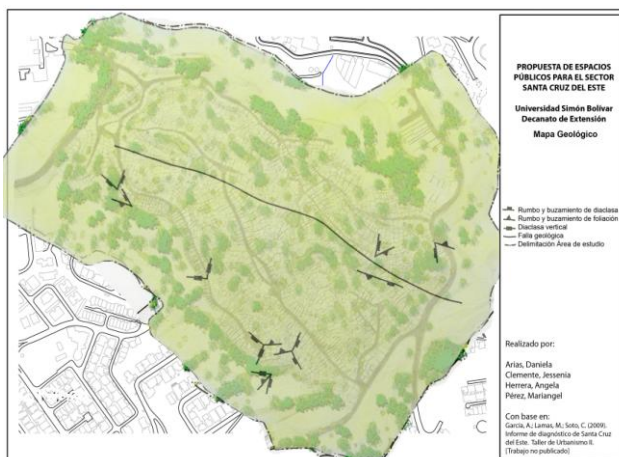 PROPUESTA DE ESPACIOS
PÚBLICOS PARA EL SECTOR
SANTA CRUZ DEL ESTE
Universidad Simón Bolívar
Decanato de Extensión
Mapa Geológico
Rumbo y buzamiento de diaclasa
Rumbo y buzamiento de foliación
Diaclasa vertical
Falla geológica
Delimitación Área de estudio
Realizado por:
Arias, Daniela
Clemente, Jessenia
Herrera, Angela
Pérez, Mariangel
Con base en:
García, A.; Lamas, M.; Soto, C. (2009).
Informe de diagnóstico de Santa Cruz
del Este. Taller de Urbanismo II.
[Trabajo no publicado]